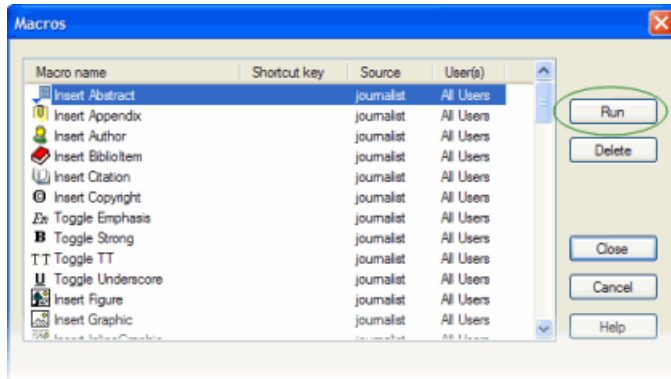 Macros
Macro name Shortcut key Source User(s)
Insert Abstract journalist All Users
Insert Appendix journalist All Users
Insert Author journalist All Users
Insert BiblioItem journalist All Users
Insert Citation journalist All Users
Insert Copyright journalist All Users
Em Toggle Emphasis journalist All Users
B Toggle Strong journalist All Users
TT Toggle TT journalist All Users
U Toggle Underscore journalist All Users
Insert Figure journalist All Users
Insert Graphic journalist All Users
Run
Delete
Close
Cancel
Help